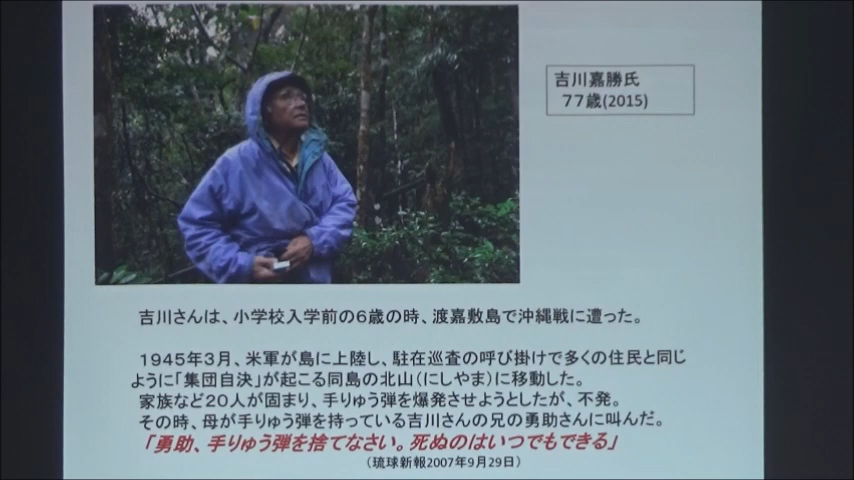 吉川嘉勝氏
77歳(2015)
吉川さんは、小学校入学前の6歳の時、渡嘉敷島で沖縄戦に遭った。
1945年3月、米軍が島に上陸し、駐在巡査の呼び掛けで多くの住民と同じ
ように「集団自決」が起こる同島の北山(にしやま)に移動した。
家族など20人が固まり、手りゅう弾を爆発させようとしたが、不発。
その時、母が手りゅう弾を持っている吉川さんの兄の勇助さんに叫んだ。
「勇助、手りゅう弾を捨てなさい。死ぬのはいつでもできる」
(琉球新報2007年9月29日)